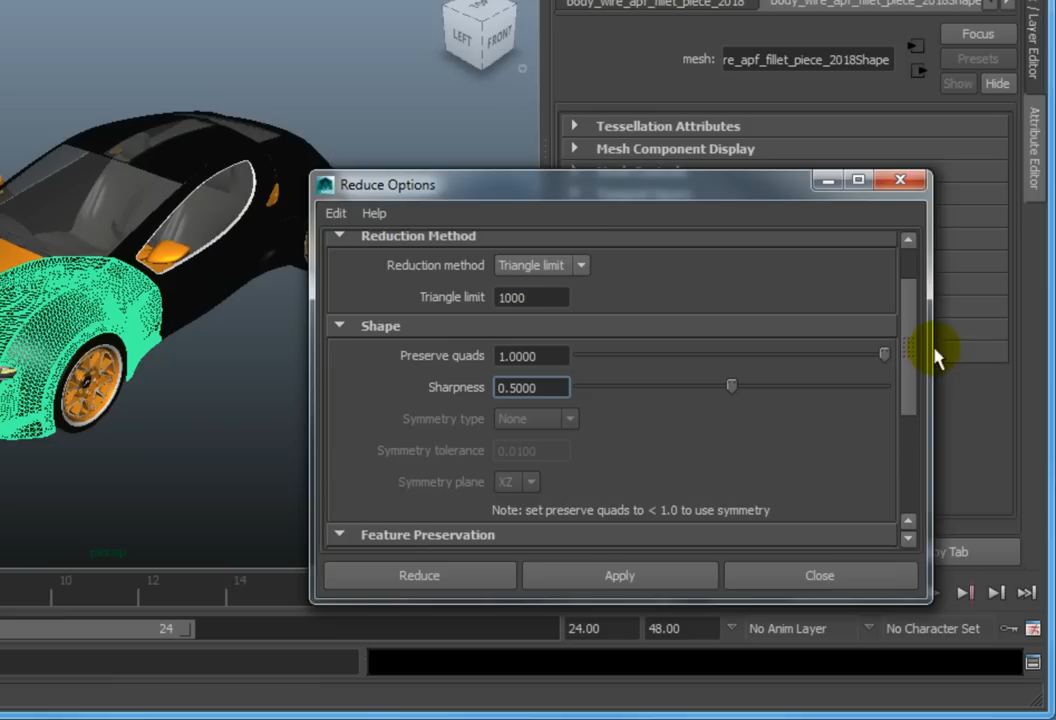 body_wire_apf_fillet_piece_2018 body_wire_apf_fillet_piece_2018Shape
TOP
LEFT
FRONT
mesh: re_apf_fillet_piece_2018Shape
Focus
Presets
Show Hide
/ Layer Editor
Attribute Editor
Tessellation Attributes
Mesh Component Display
Reduce Options
Edit Help
Reduction Method
Reduction method Triangle limit
Triangle limit 1000
Shape
Preserve quads 1.0000
Sharpness 0.5000
Symmetry type None
Symmetry tolerance 0.0100
Symmetry plane XZ
Note: set preserve quads to < 1.0 to use symmetry
Feature Preservation
Reduce Apply Close
persp
by Tab
10 12 14
24 24.00 48.00 No Anim Layer No Character Set